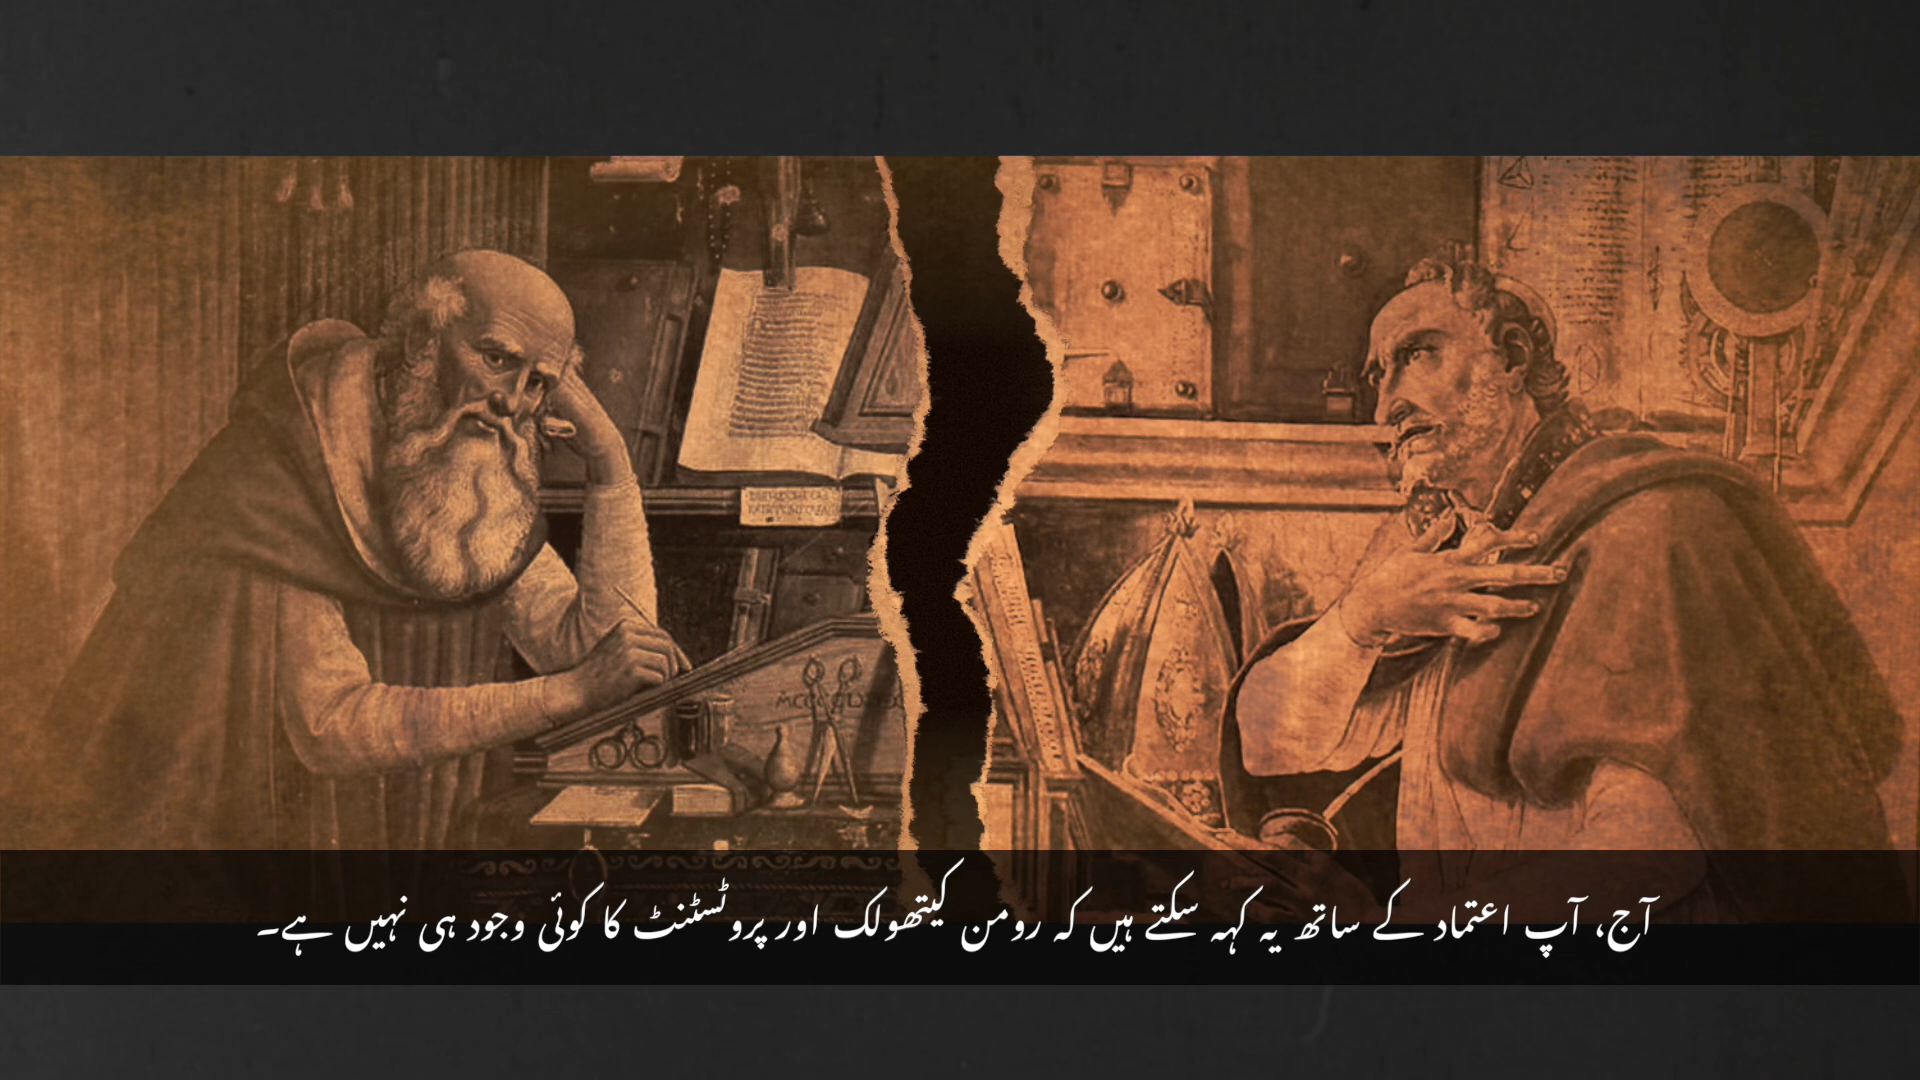 آج، آپ اعتماد کے ساتھ یہ کہہ سکتے ہیں کہ رومن کیتھولک اور پروٹسٹنٹ کا کوئی وجود ہی نہیں ہے۔